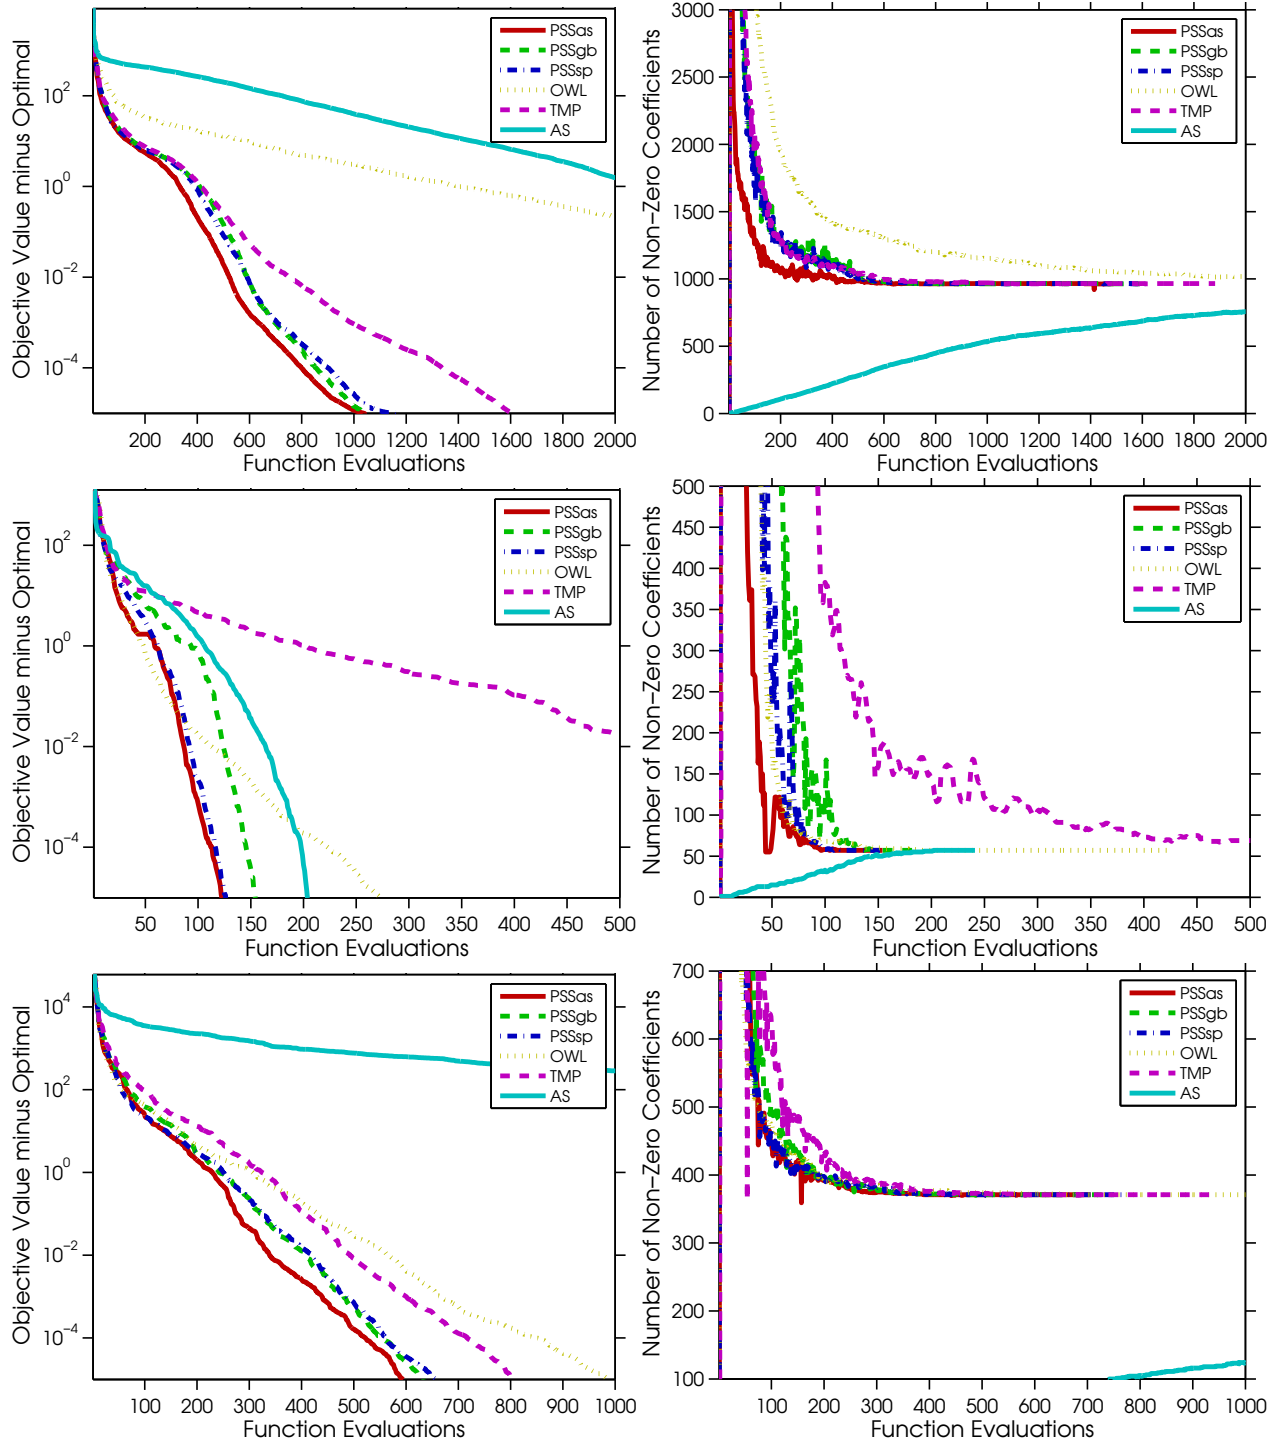 Objective Value minus Optimal
10^2
10^0
10^−2
10^−4
200 400 600 800 1000 1200 1400 1600 1800 2000
Function Evaluations
PSSas
PSSgb
PSSsp
OWL
TMP
AS
Number of Non−Zero Coefficients
3000
2500
2000
1500
1000
500
0
200 400 600 800 1000 1200 1400 1600 1800 2000
Function Evaluations
PSSas
PSSgb
PSSsp
OWL
TMP
AS
Objective Value minus Optimal
10^2
10^0
10^−2
10^−4
50 100 150 200 250 300 350 400 450 500
Function Evaluations
PSSas
PSSgb
PSSsp
OWL
TMP
AS
Number of Non−Zero Coefficients
500
450
400
350
300
250
200
150
100
50
0
50 100 150 200 250 300 350 400 450 500
Function Evaluations
PSSas
PSSgb
PSSsp
OWL
TMP
AS
Objective Value minus Optimal
10^4
10^2
10^0
10^−2
10^−4
100 200 300 400 500 600 700 800 900 1000
Function Evaluations
PSSas
PSSgb
PSSsp
OWL
TMP
AS
Number of Non−Zero Coefficients
700
600
500
400
300
200
100
100 200 300 400 500 600 700 800 900 1000
Function Evaluations
PSSas
PSSgb
PSSsp
OWL
TMP
AS